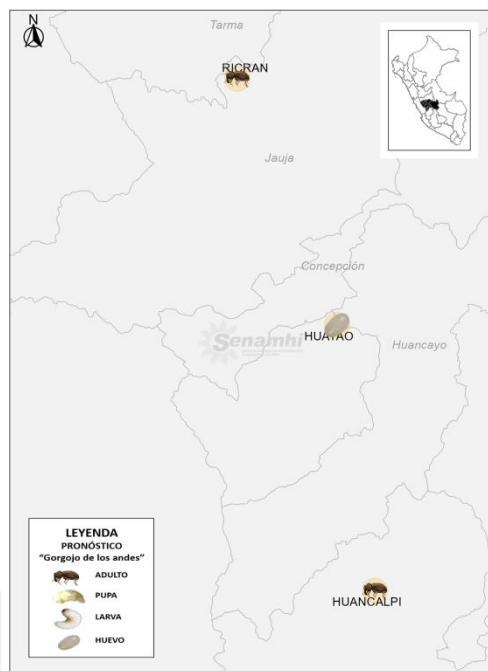 N
Tarma
RICRAN
Jauja
Concepción
Senamhi
HUAYAO
Huancayo
HUANCALPI
LEYENDA
PRONÓSTICO
"Gorgojo de los andes"
ADULTO
PUPA
LARVA
HUEVO